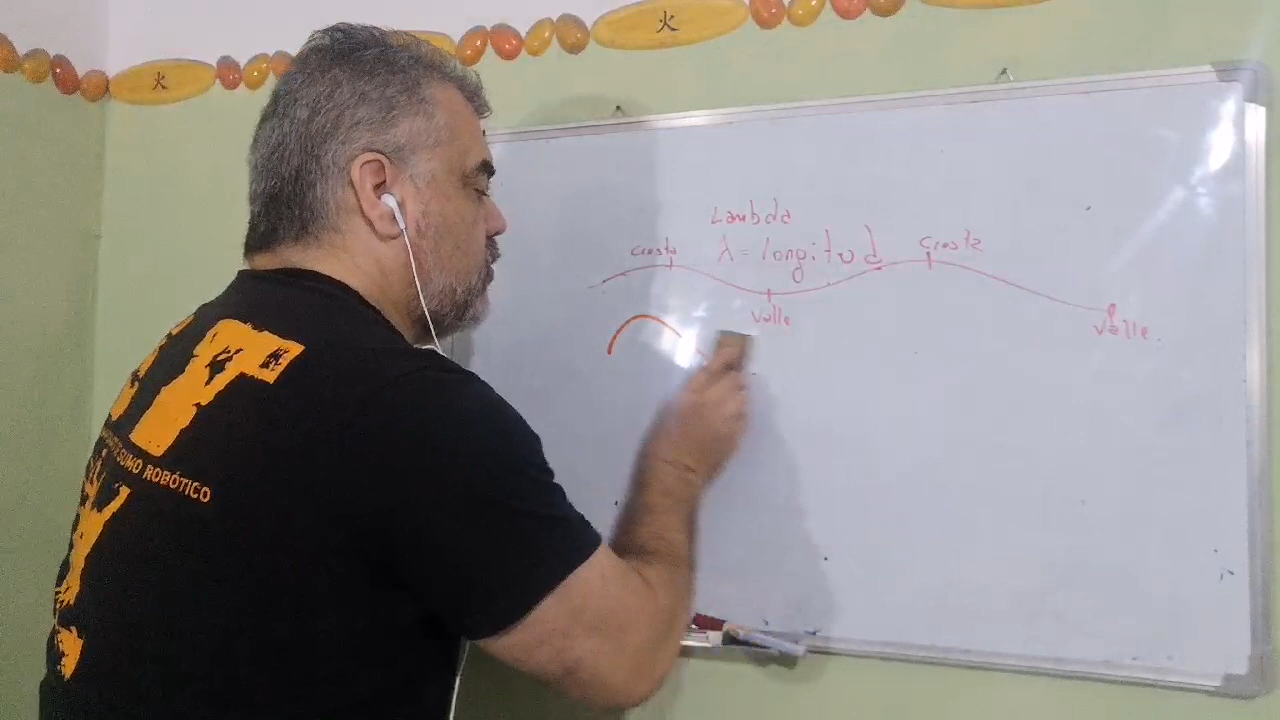 火
火
Lambda
Cresta
λ = longitud
Cresta
Valle
Valle.
SUMO ROBÓTICO